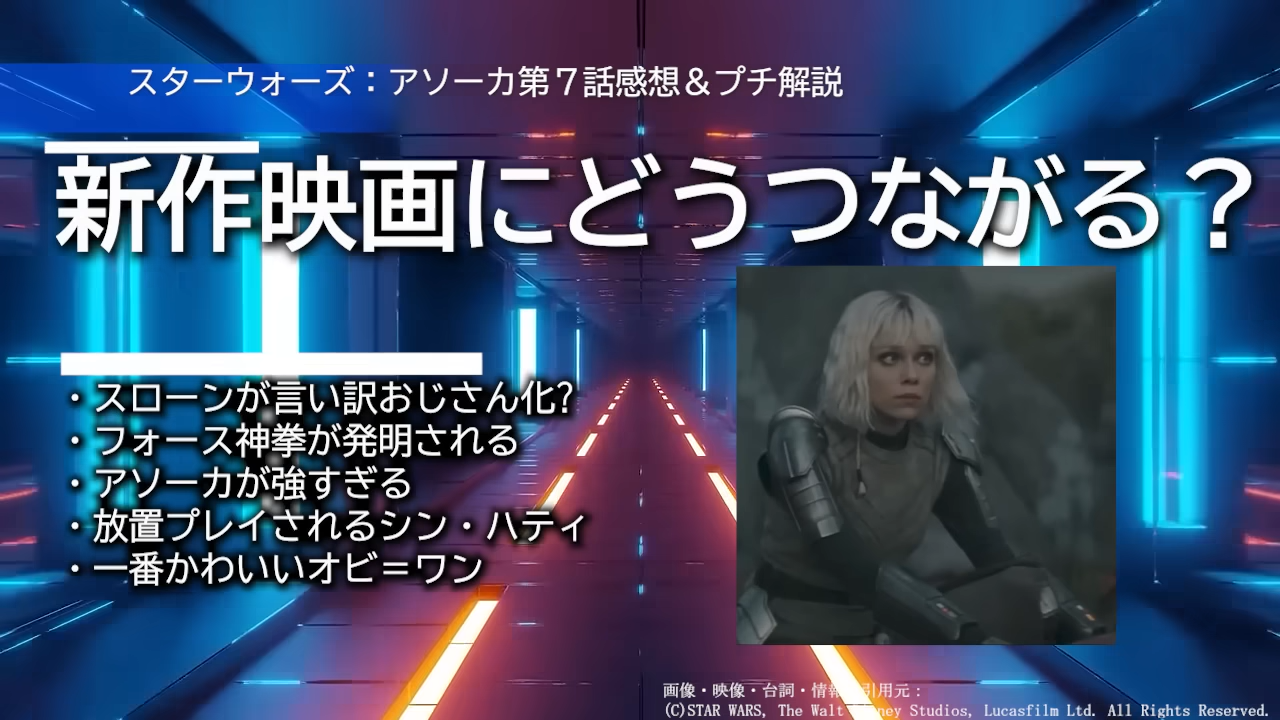 スターウォーズ：アソーカ第７話感想＆プチ解説
新作映画にどうつながる？
・スローンが言い訳おじさん化?
・フォース神拳が発明される
・アソーカが強すぎる
・放置プレイされるシン・ハティ
・一番かわいいオビ＝ワン
画像・映像・台詞・情報 引用元：
(C)STAR WARS, The Walt Disney Studios, Lucasfilm Ltd. All Rights Reserved.